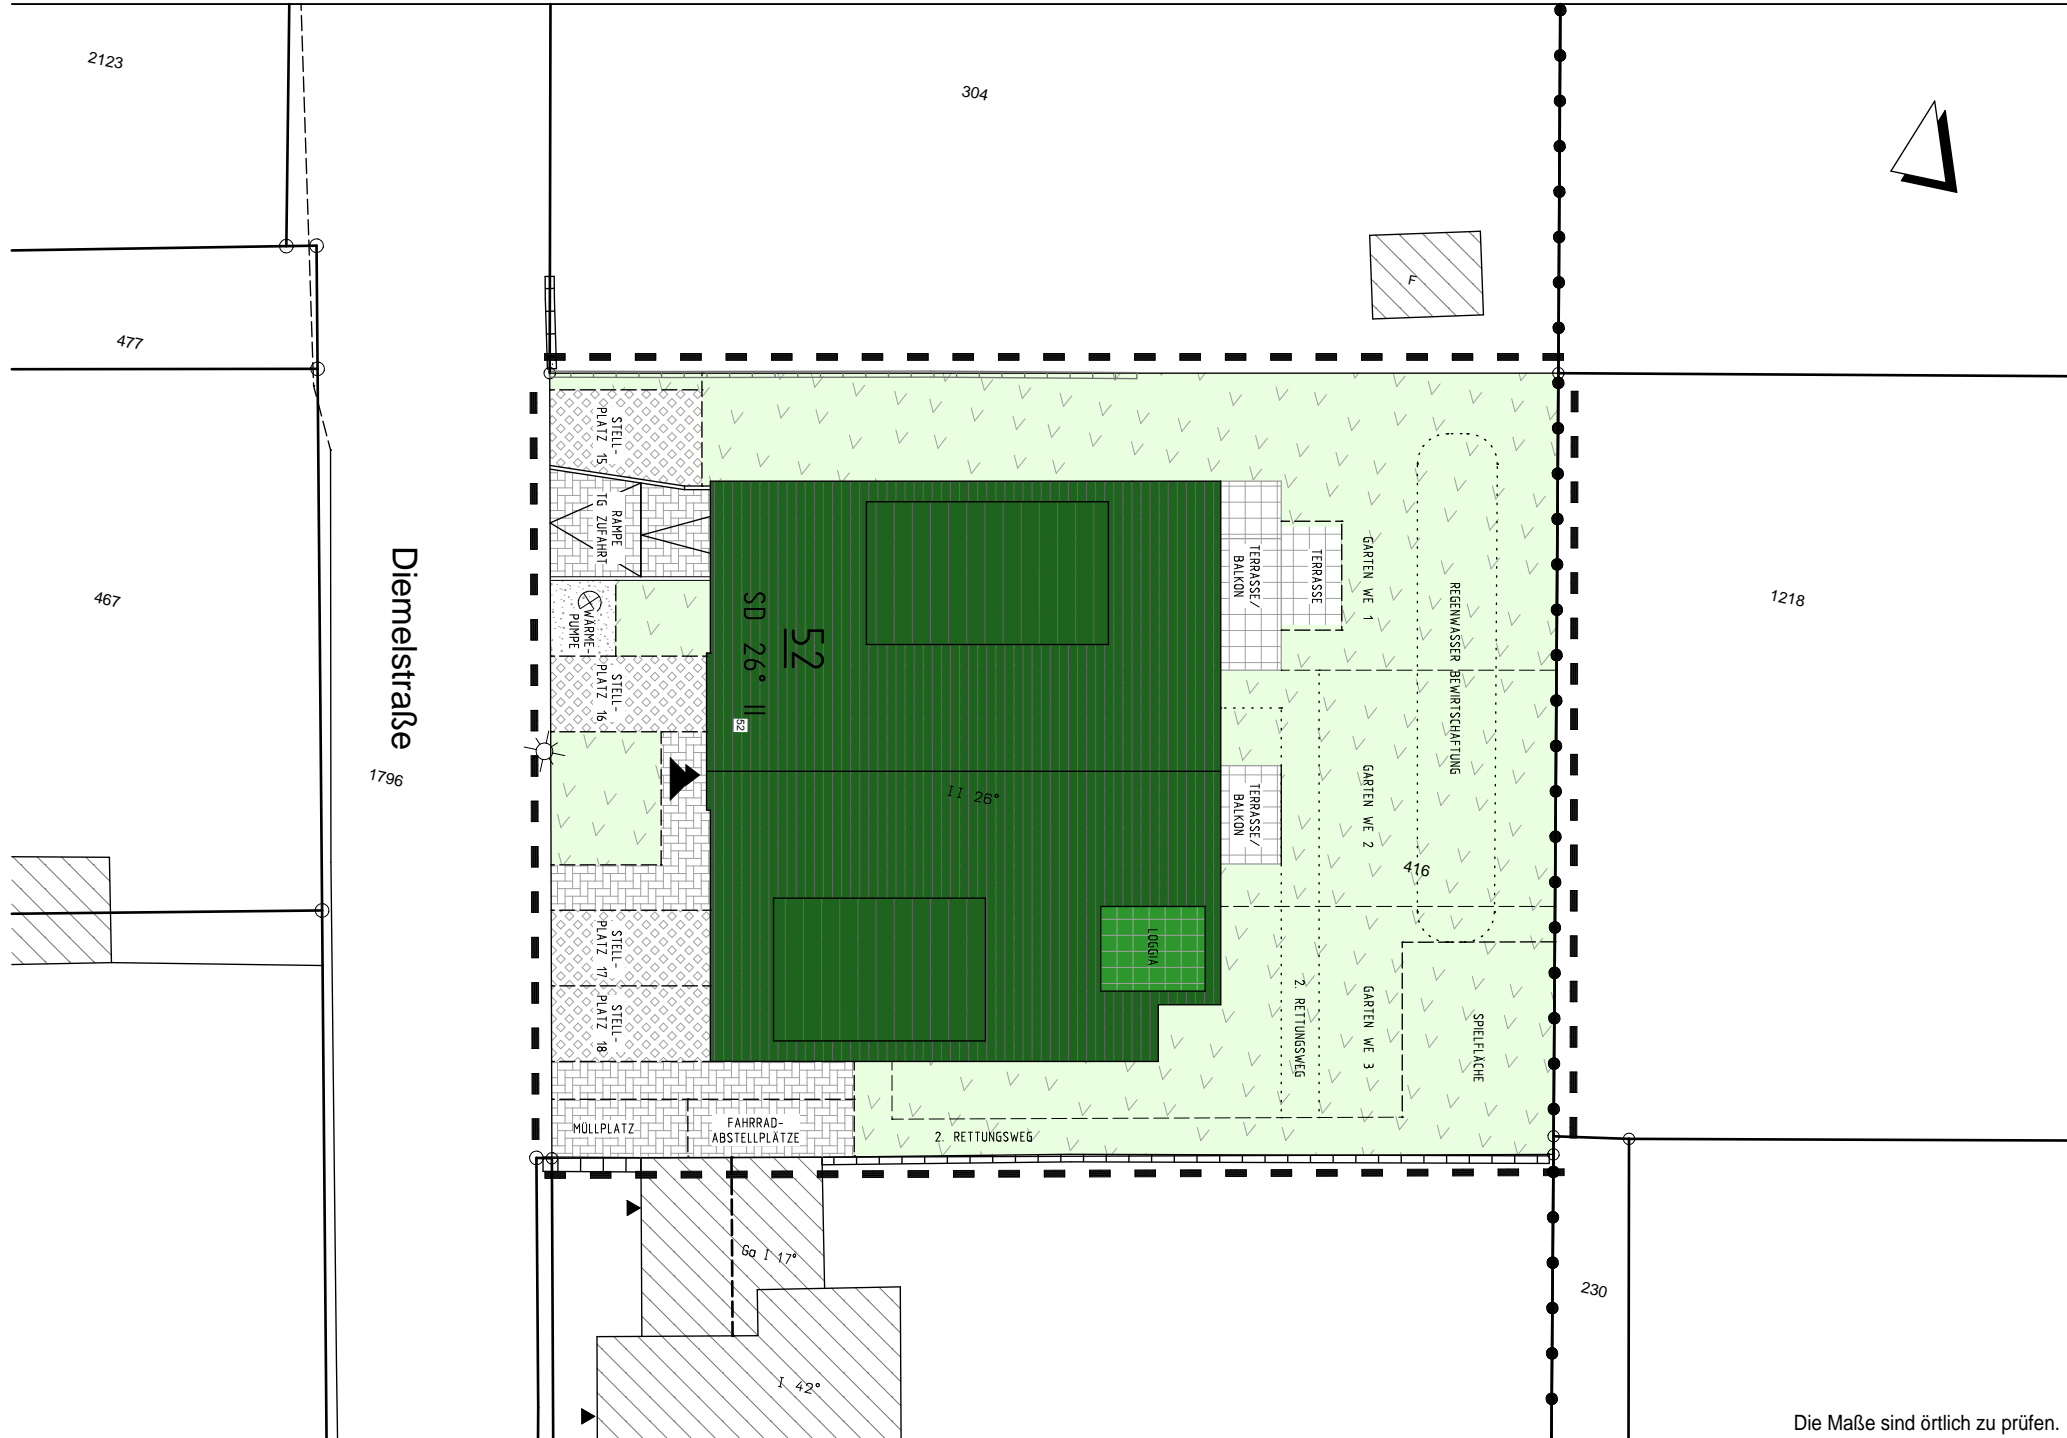 2123
304
F
477
STELL-
PLATZ 15
RAMPE
TG ZUFAHRT
TERRASSE/
BALKON
TERRASSE
GARTEN WE 1
REGENWASSER BEWIRTSCHAFTUNG
467
Diemelstraße
1796
1218
WÄRME-
PUMPE
STELL-
PLATZ 16
52
SD 26° II
52
II 26°
TERRASSE/
BALKON
GARTEN WE 2
416
STELL-
PLATZ 17
STELL-
PLATZ 18
LOGGIA
2. RETTUNGSWEG
GARTEN WE 3
SPIELFLÄCHE
MÜLLPLATZ
FAHRRAD-
ABSTELLPLÄTZE
2. RETTUNGSWEG
Ga I 17°
230
I 42°
Die Maße sind örtlich zu prüfen.